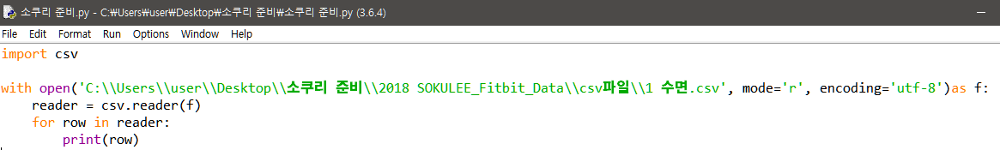 소쿠리 준비.py - C:₩Users₩user₩Desktop₩소쿠리 준비₩소쿠리 준비.py (3.6.4)
File Edit Format Run Options Window Help
import csv
with open('C:\\Users\\user\\Desktop\\소쿠리 준비\\2018 SOKULEE_Fitbit_Data\\csv파일\\1 수면.csv', mode='r', encoding='utf-8')as f:
    reader = csv.reader(f)
    for row in reader:
        print(row)